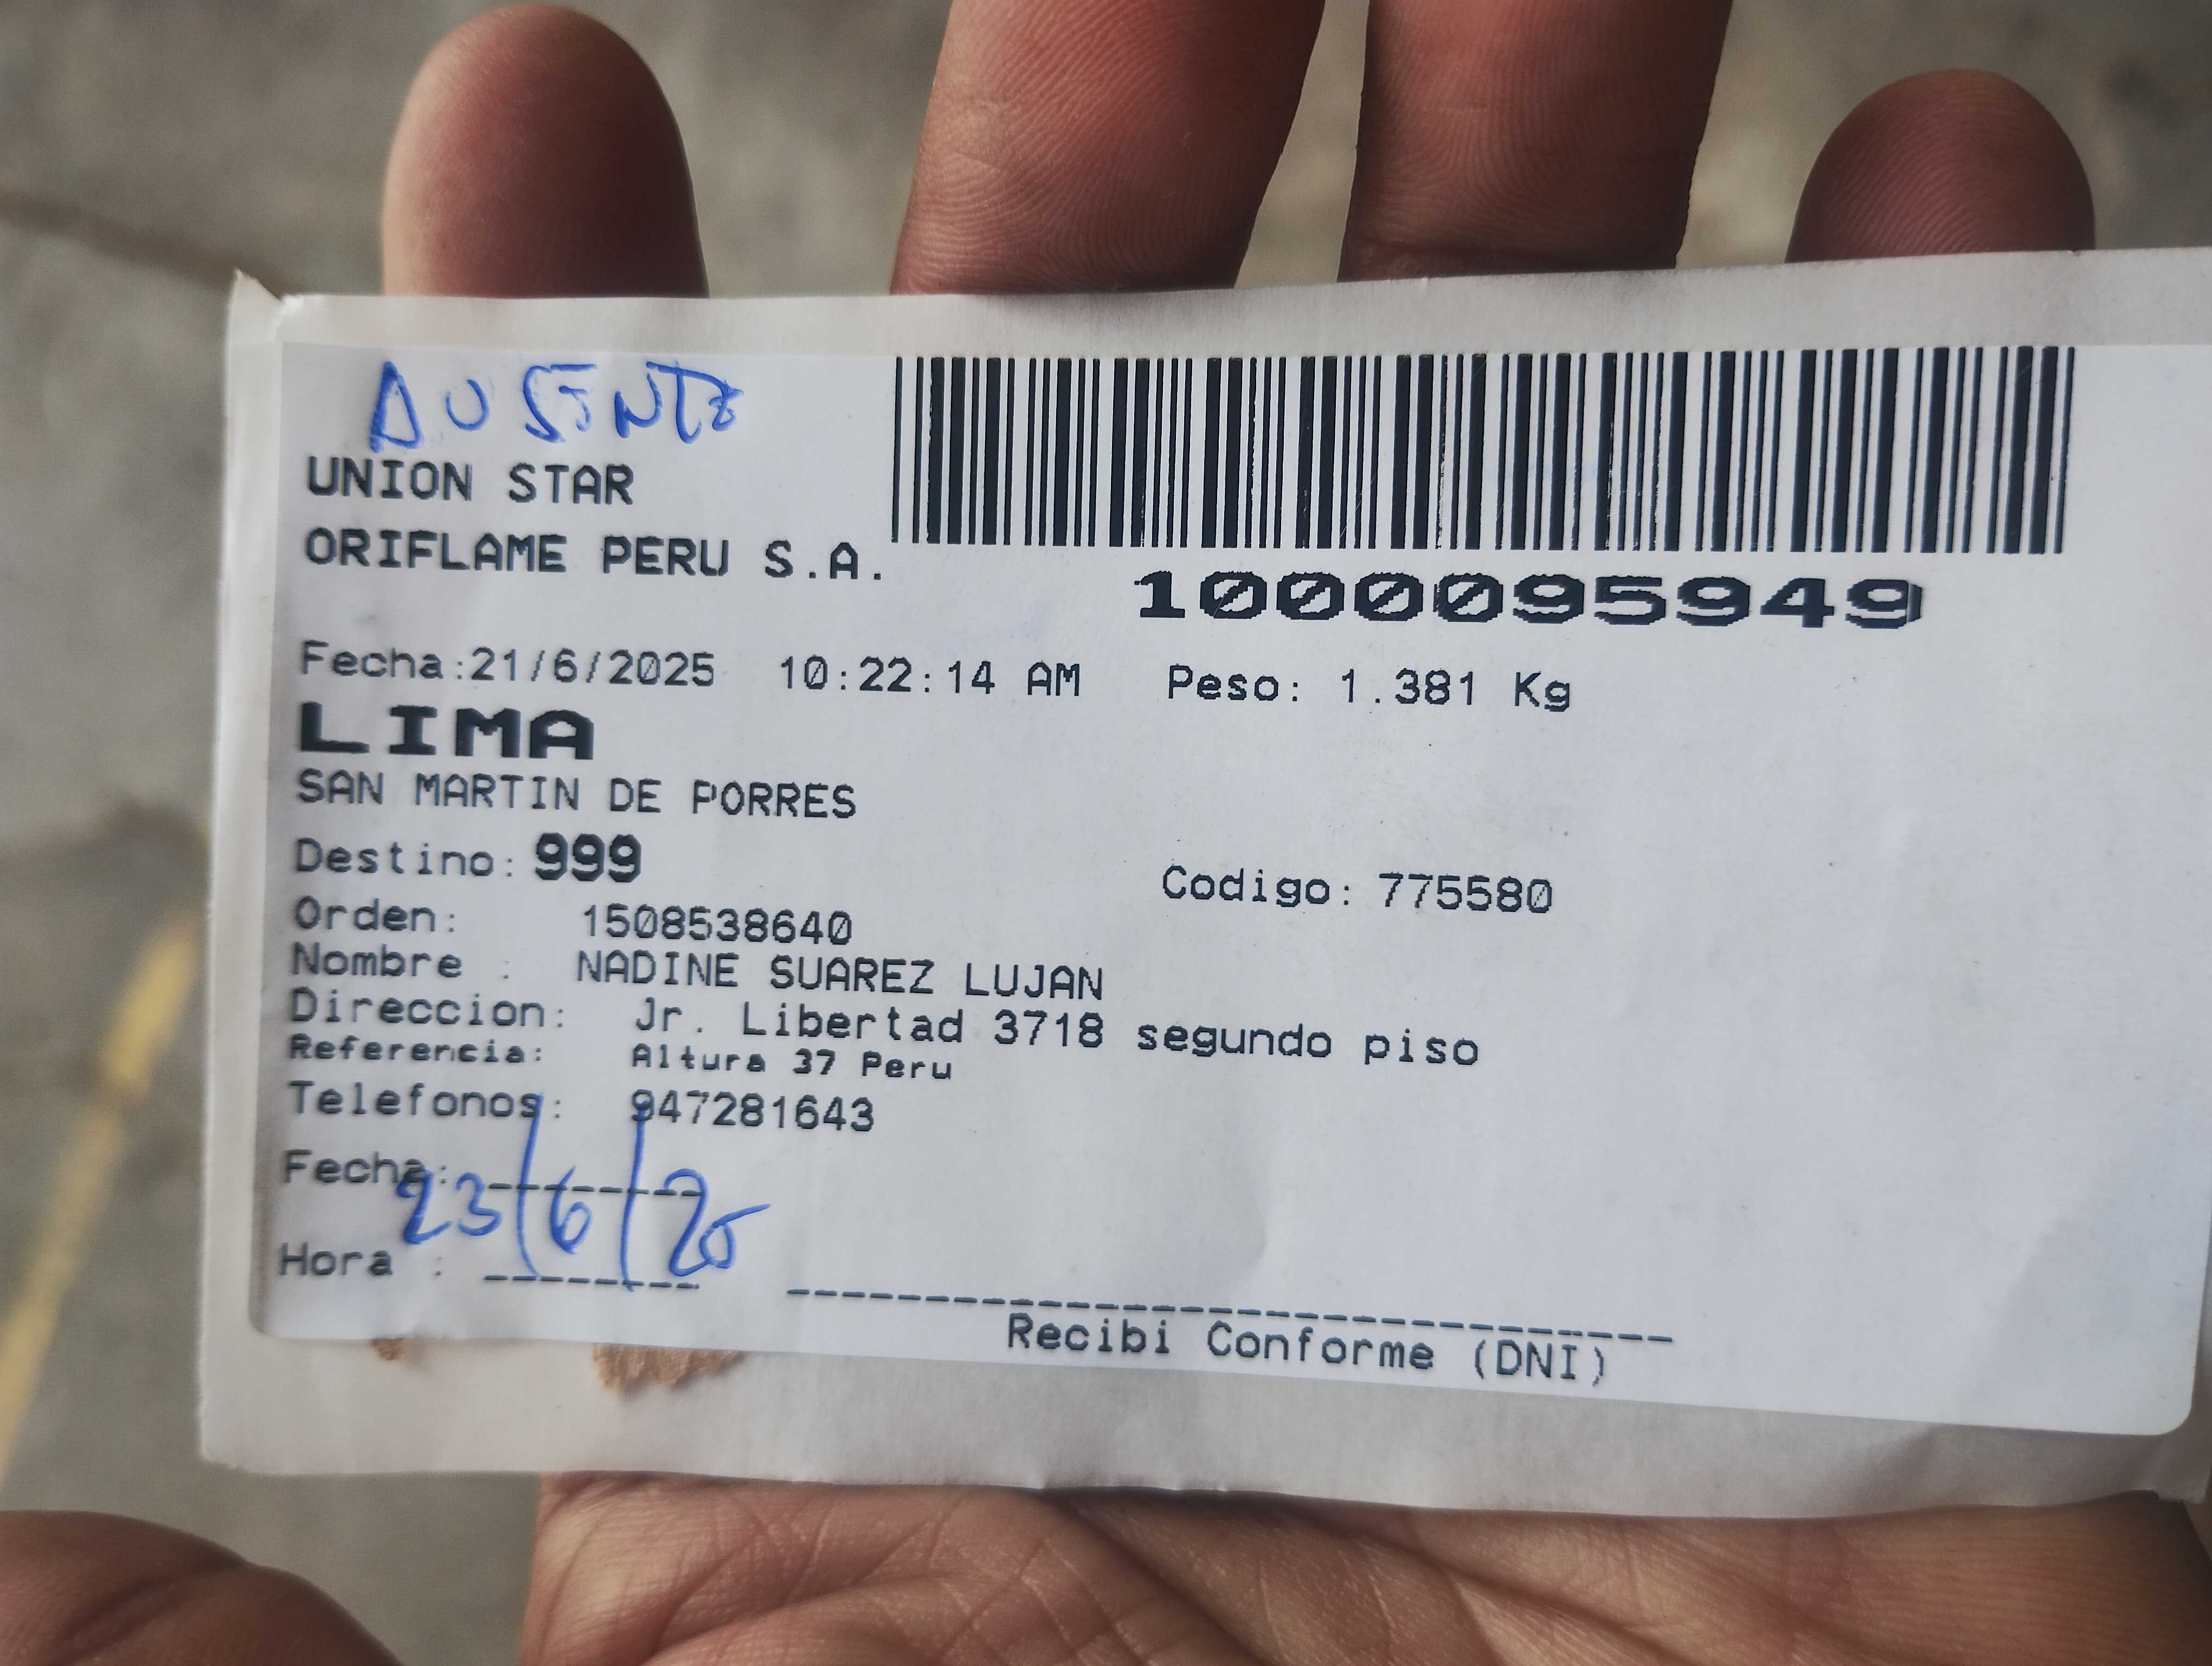 AUSENTE
UNION STAR
ORIFLAME PERU S.A.
1000095949
Fecha:21/6/2025 10:22:14 AM Peso: 1.381 Kg
LIMA
SAN MARTIN DE PORRES
Destino: 999 Codigo: 775580
Orden: 1508538640
Nombre : NADINE SUAREZ LUJAN
Direccion: Jr. Libertad 3718 segundo piso
Referencia: Altura 37 Peru
Telefonos: 947281643
Fecha: 23/6/25
Hora :
Recibi Conforme (DNI)